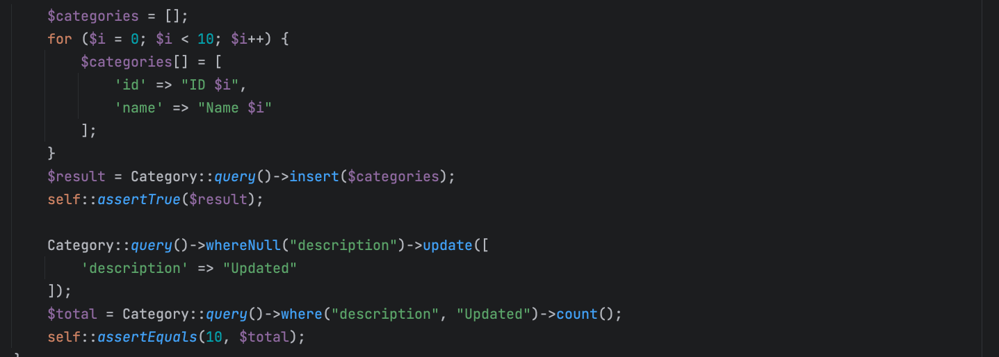 $categories = [];
for ($i = 0; $i < 10; $i++) {
    $categories[] = [
        'id' => "ID $i",
        'name' => "Name $i"
    ];
}
$result = Category::query()->insert($categories);
self::assertTrue($result);

Category::query()->whereNull("description")->update([
    'description' => "Updated"
]);
$total = Category::query()->where("description", "Updated")->count();
self::assertEquals(10, $total);